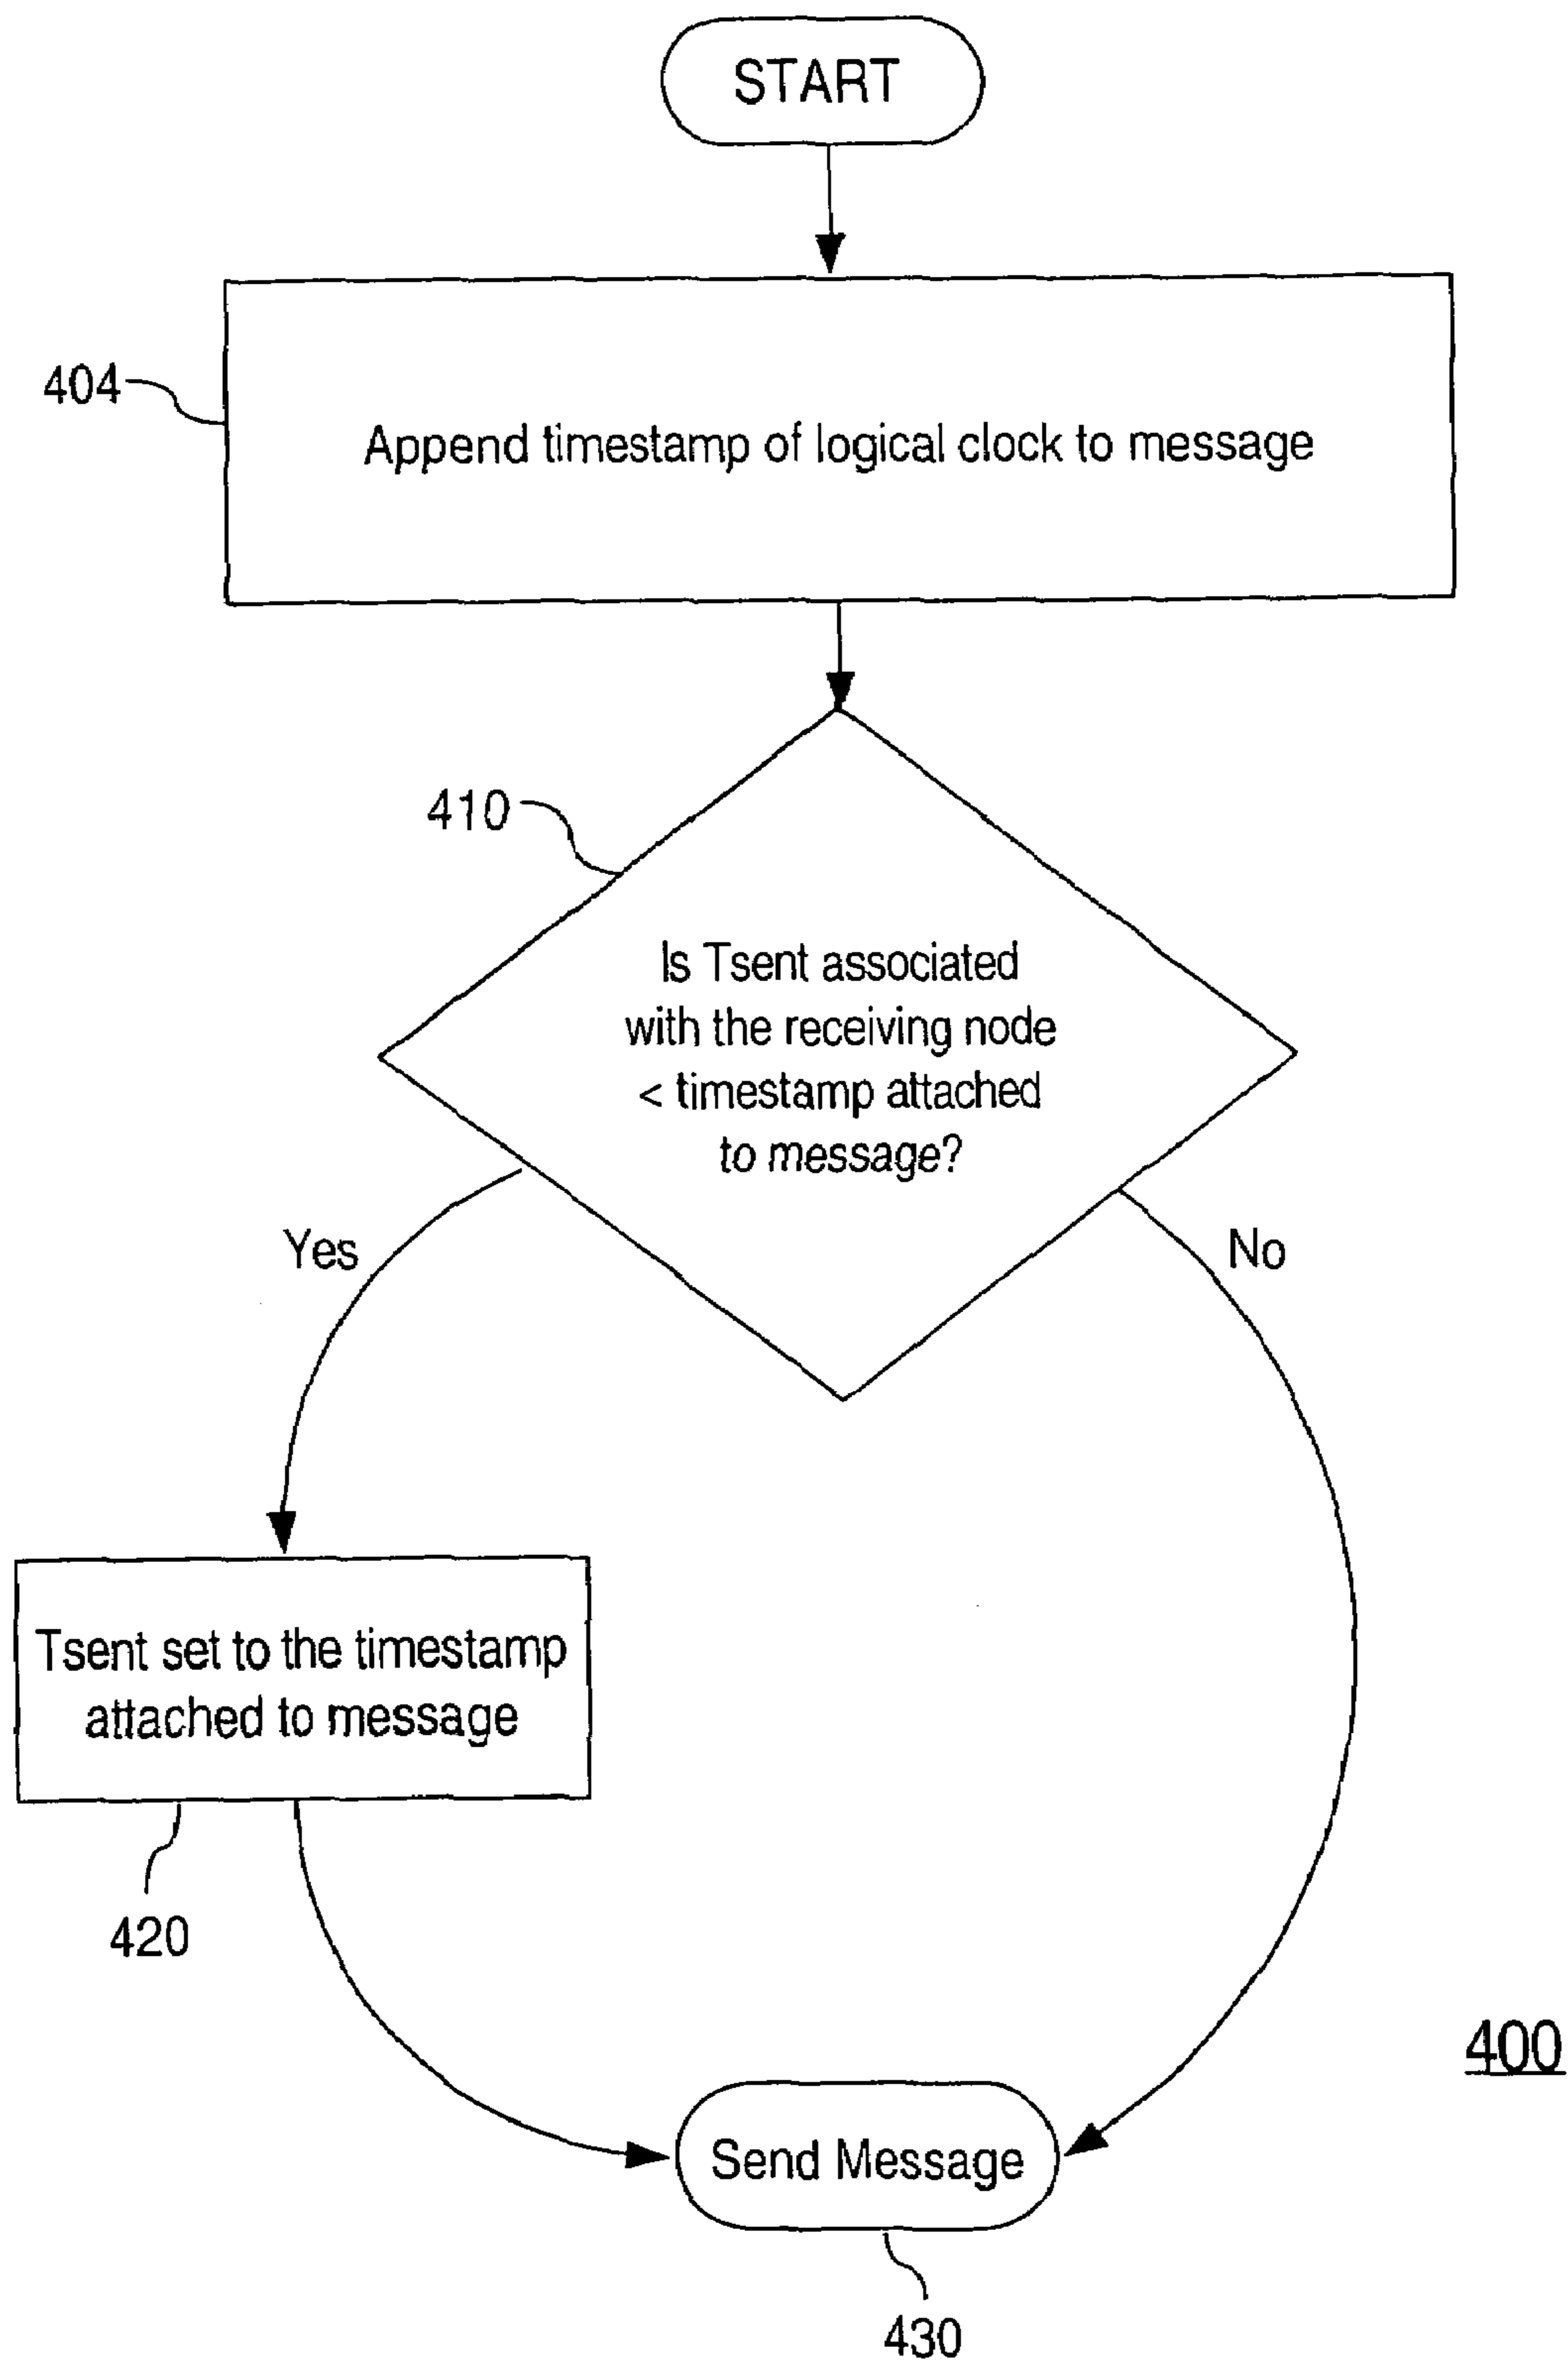 START
404
Append timestamp of logical clock to message
410
Is Tsent associated
with the receiving node
< timestamp attached
to message?
Yes
No
Tsent set to the timestamp
attached to message
420
400
Send Message
430